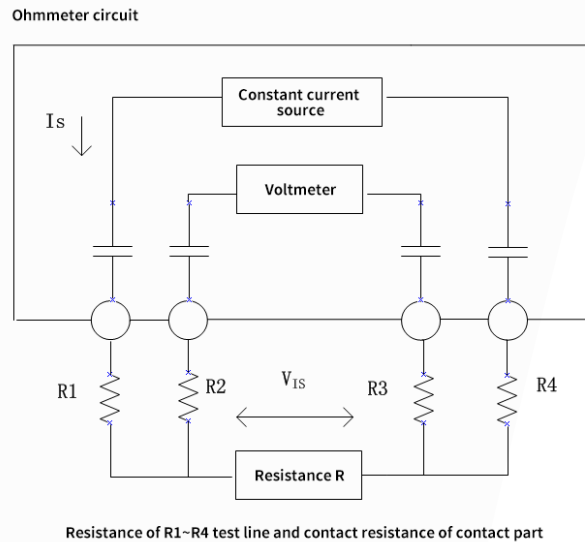 Ohmmeter circuit
Constant current
source
Is
Voltmeter
R1
R2
VIS
R3
R4
Resistance R
Resistance of R1~R4 test line and contact resistance of contact part